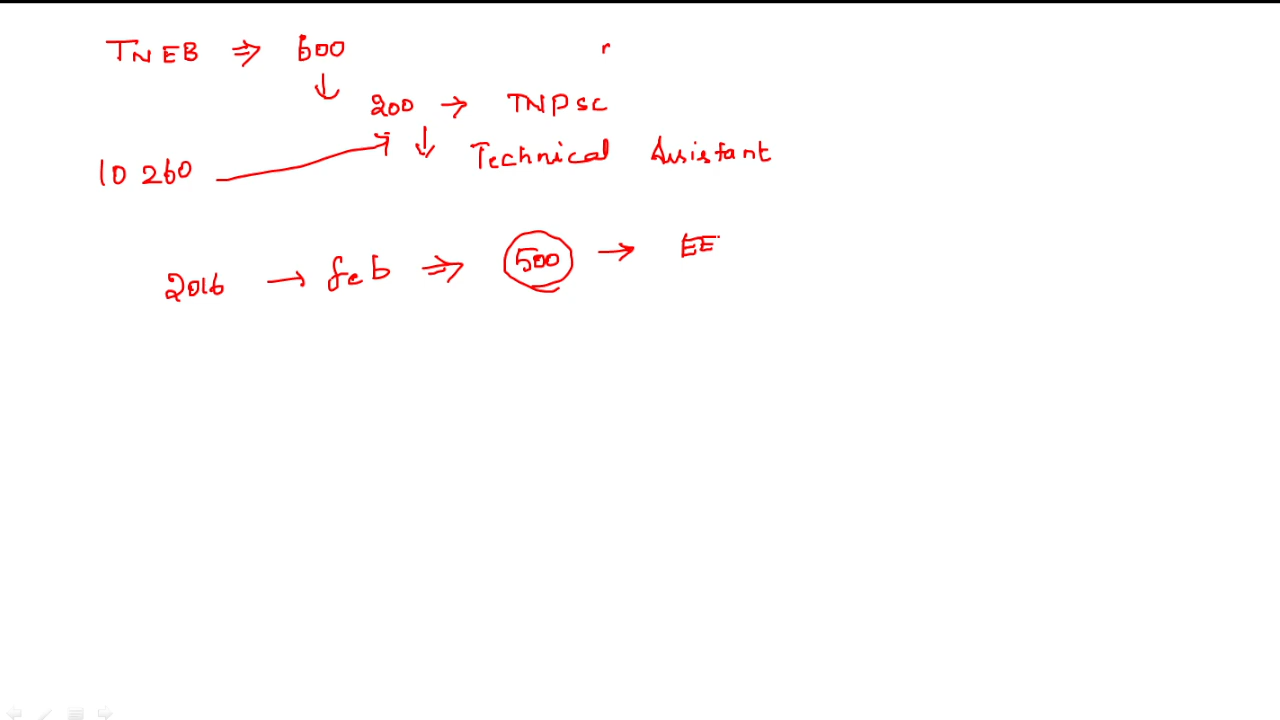 TNEB ⇒ 600
↓
200 → TNPSC
↓ Technical Assistant
10 260 →
2016 → feb ⇒ 500 → EE